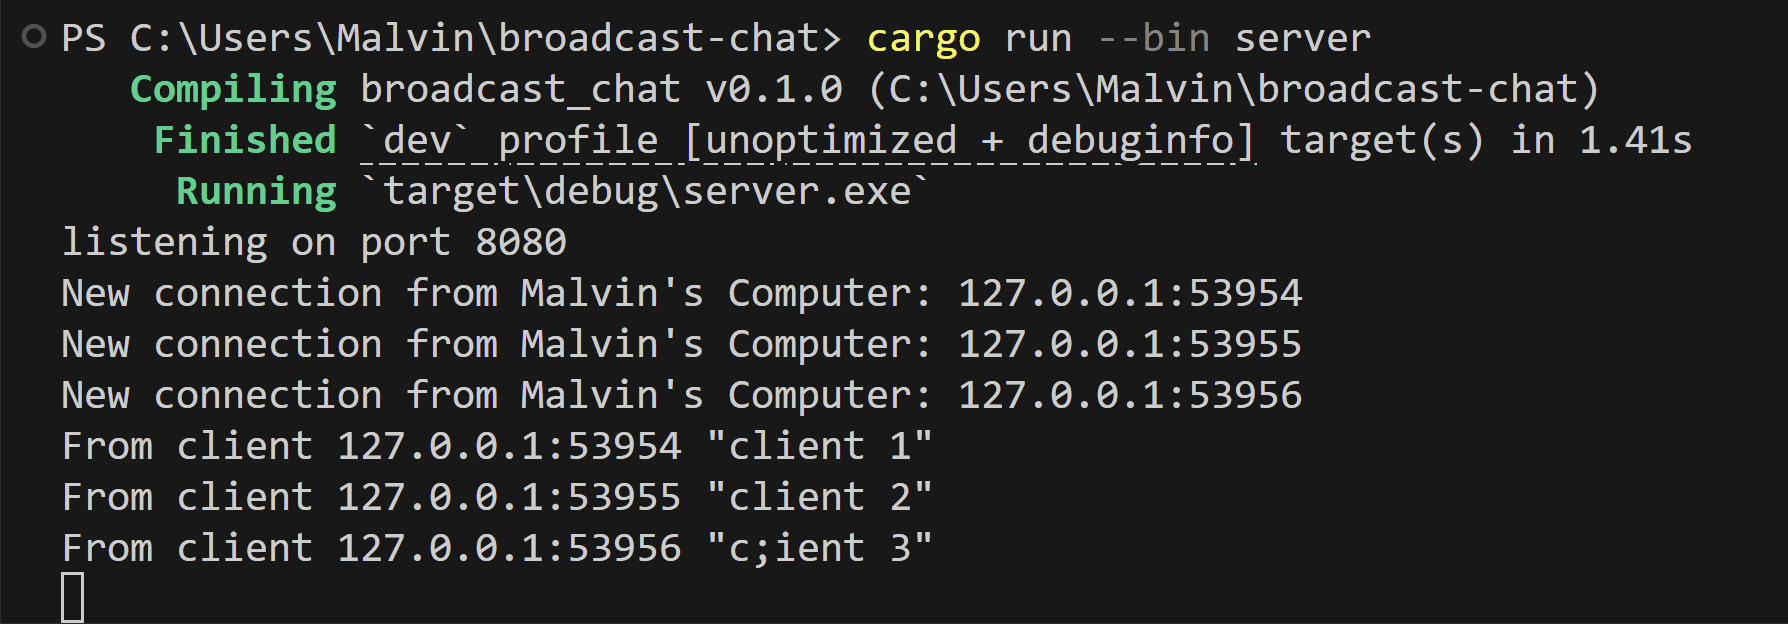 PS C:\Users\Malvin\broadcast-chat> cargo run --bin server
Compiling broadcast_chat v0.1.0 (C:\Users\Malvin\broadcast-chat)
Finished `dev` profile [unoptimized + debuginfo] target(s) in 1.41s
Running `target\debug\server.exe`
listening on port 8080
New connection from Malvin's Computer: 127.0.0.1:53954
New connection from Malvin's Computer: 127.0.0.1:53955
New connection from Malvin's Computer: 127.0.0.1:53956
From client 127.0.0.1:53954 "client 1"
From client 127.0.0.1:53955 "client 2"
From client 127.0.0.1:53956 "c;ient 3"